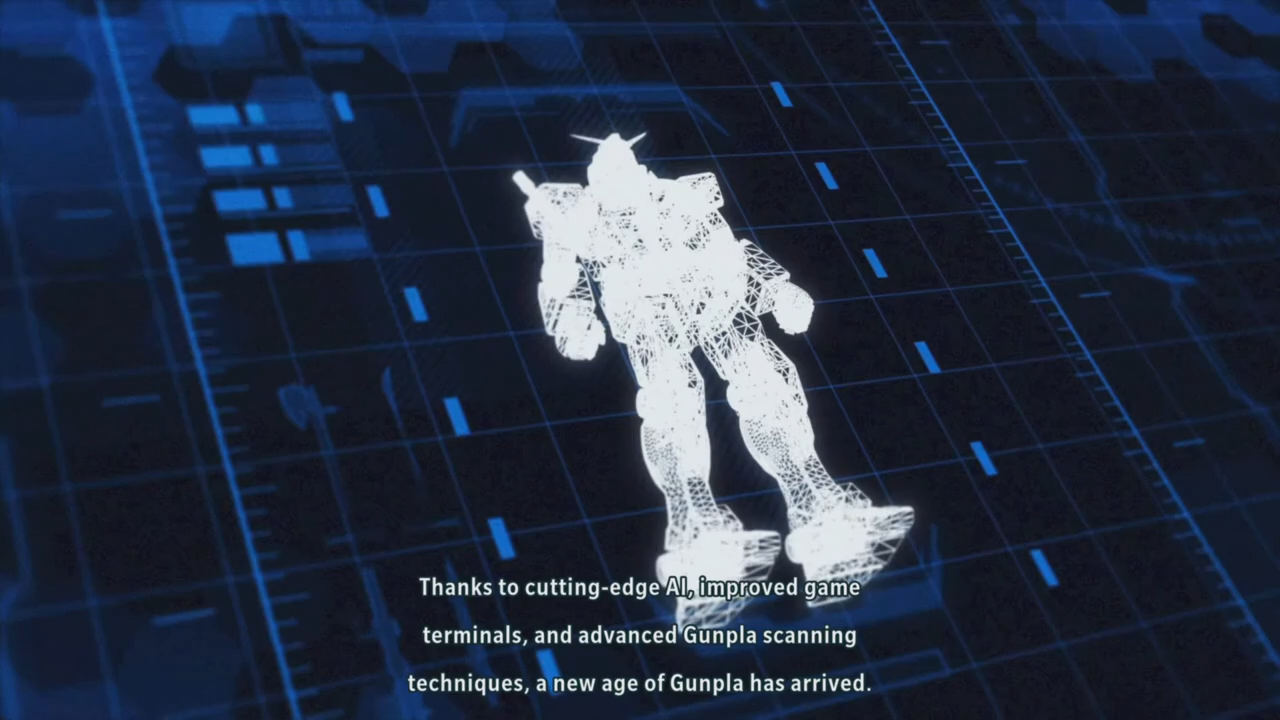 Thanks to cutting-edge AI, improved game
terminals, and advanced Gunpla scanning
techniques, a new age of Gunpla has arrived.